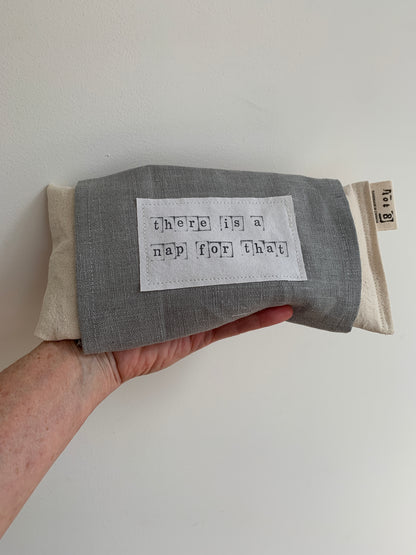 there is a
nap for that